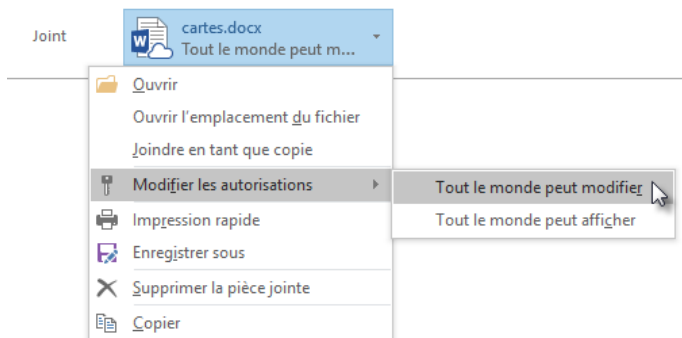 Joint
cartes.docx
Tout le monde peut m...
Ouvrir
Ouvrir l'emplacement du fichier
Joindre en tant que copie
Modifier les autorisations
Tout le monde peut modifier
Impression rapide
Tout le monde peut afficher
Enregistrer sous
Supprimer la pièce jointe
Copier